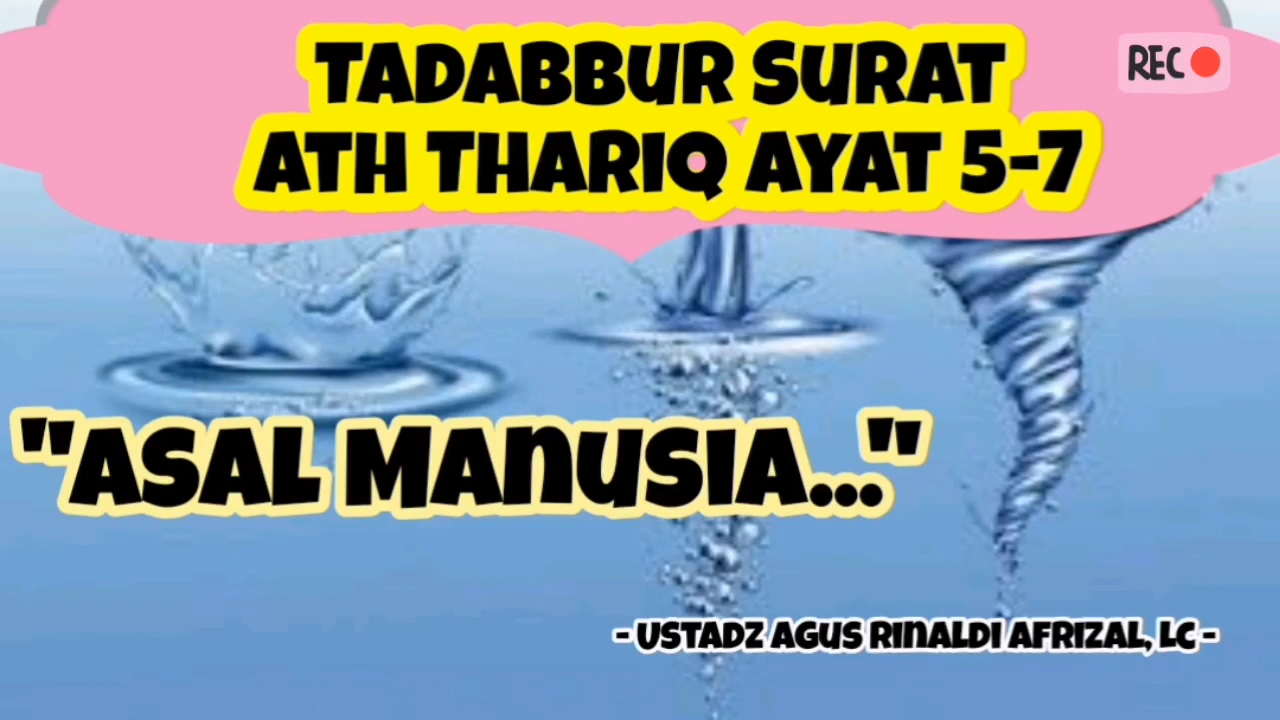 TADABBUR SURAT
REC
ATH THARIQ AYAT 5-7
"ASAL MANUSIA..."
- USTADZ AGUS RINALDI AFRIZAL, LC -